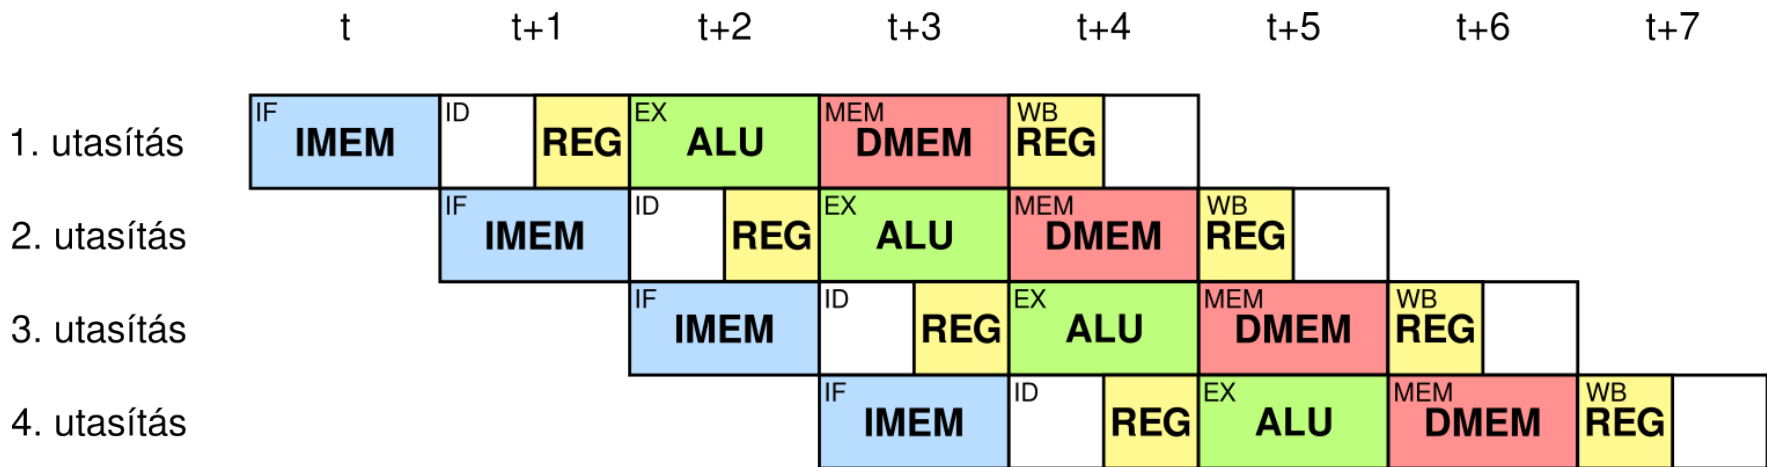 t t+1 t+2 t+3 t+4 t+5 t+6 t+7
1. utasítás IF IMEM ID REG EX ALU MEM DMEM WB REG
2. utasítás IF IMEM ID REG EX ALU MEM DMEM WB REG
3. utasítás IF IMEM ID REG EX ALU MEM DMEM WB REG
4. utasítás IF IMEM ID REG EX ALU MEM DMEM WB REG